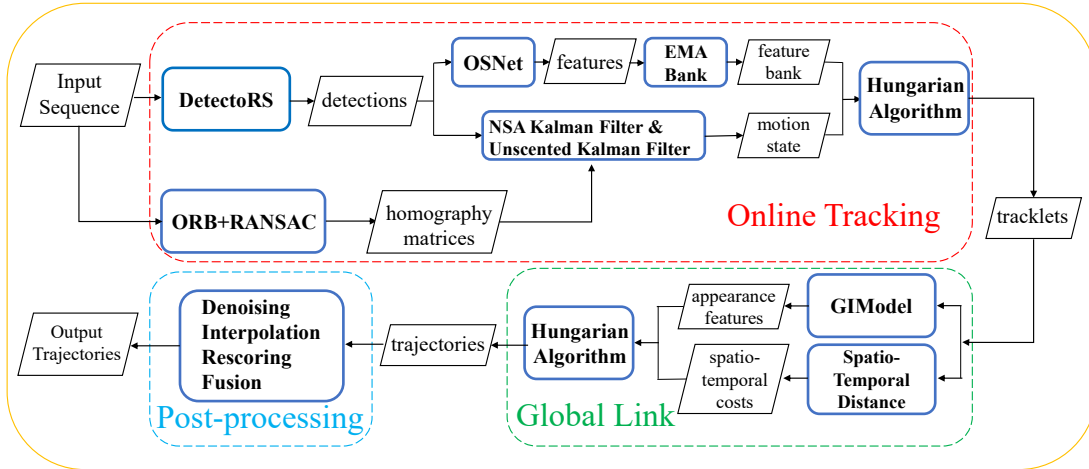 Input
Sequence
DetectoRS
detections
OSNet
features
EMA
Bank
feature
bank
NSA Kalman Filter &
Unscented Kalman Filter
motion
state
Hungarian
Algorithm
ORB+RANSAC
homography
matrices
Online Tracking
tracklets
GIModel
Spatio-
Temporal
Distance
appearance
features
spatio-
temporal
costs
Hungarian
Algorithm
Global Link
trajectories
Denoising
Interpolation
Rescoring
Fusion
Post-processing
Output
Trajectories